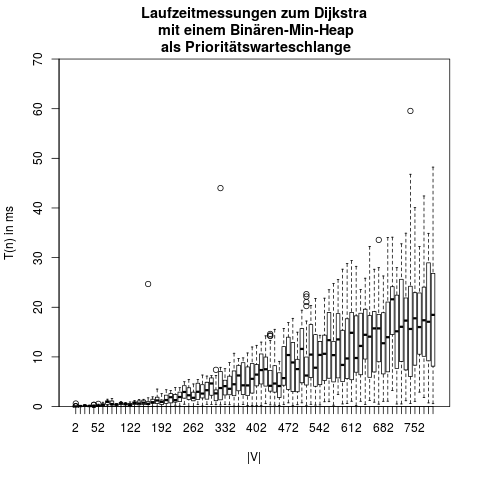 Laufzeitmessungen zum Dijkstra
mit einem Binären-Min-Heap
als Prioritätswarteschlange
T(n) in ms
70
60
50
40
30
20
10
0
2 52 122 192 262 332 402 472 542 612 682 752
|V|